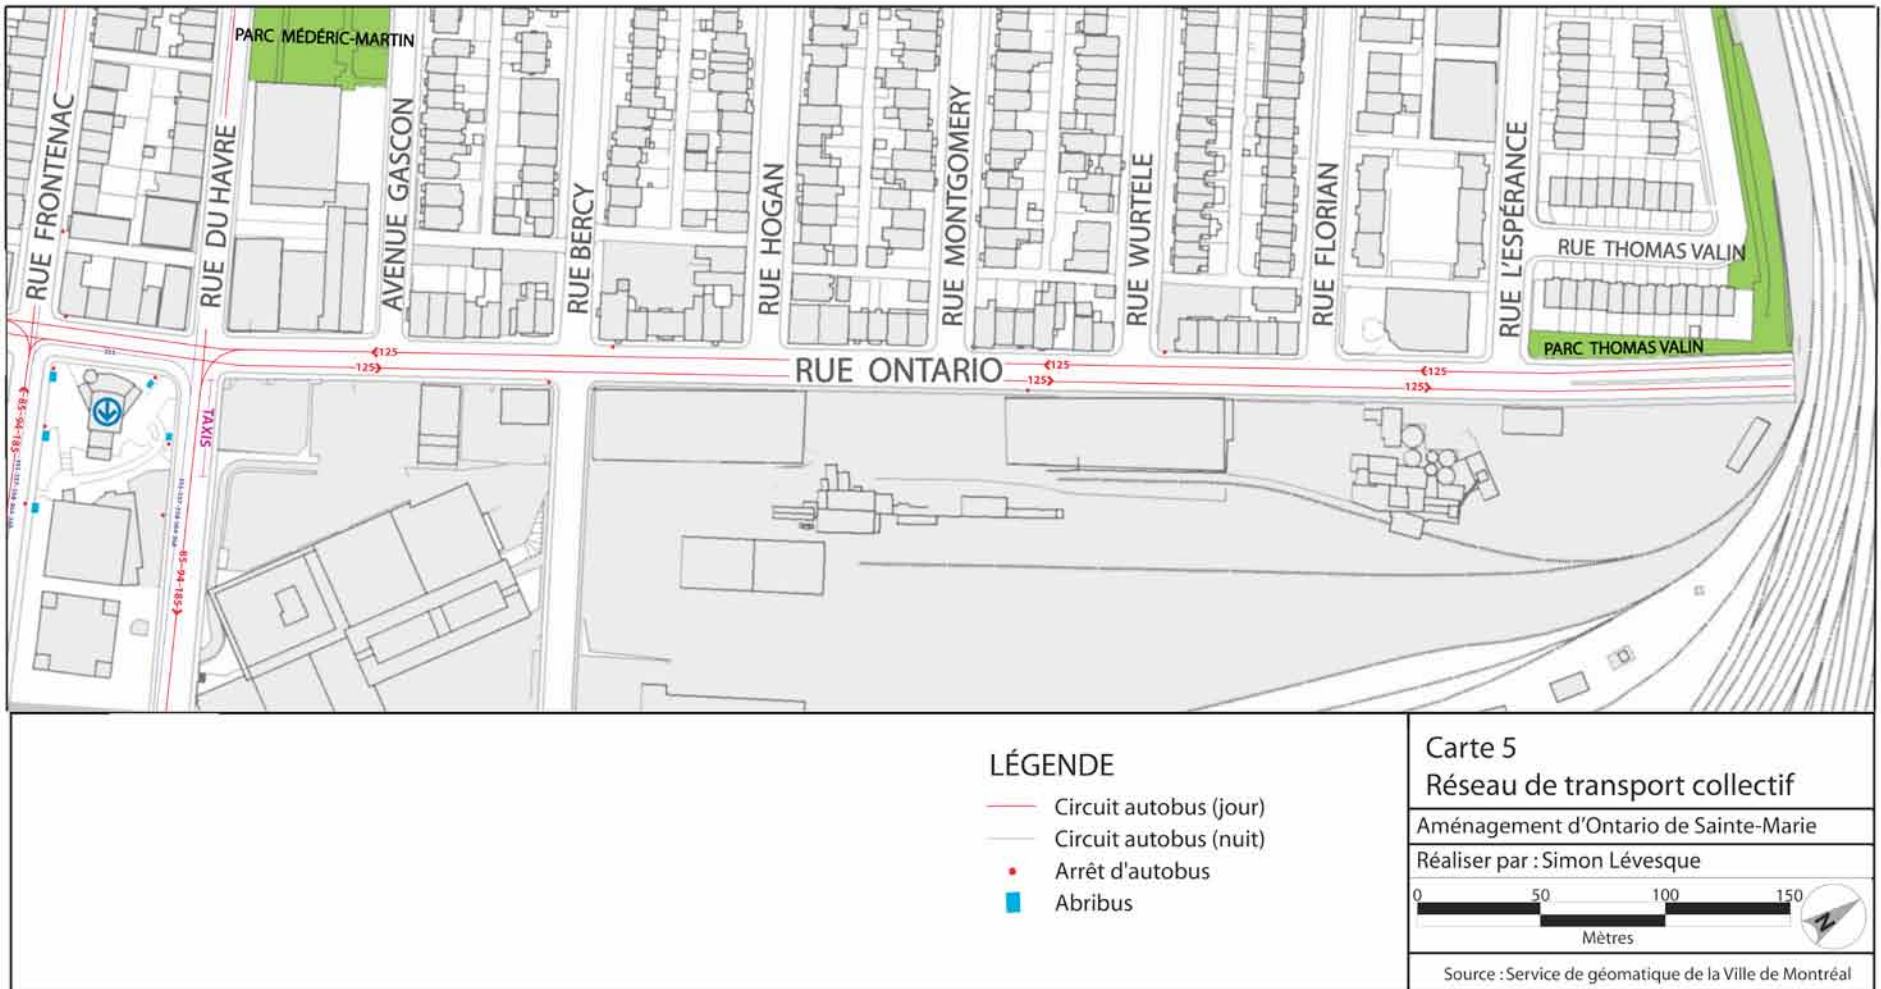 PARC MÉDÉRIC-MARTIN
RUE FRONTENAC
RUE DU HAVRE
AVENUE GASCON
RUE BERCY
RUE HOGAN
RUE MONTGOMERY
RUE WURTELE
RUE FLORIAN
RUE L'ESPÉRANCE
RUE THOMAS VALIN
PARC THOMAS VALIN
125
125
RUE ONTARIO
125
125
125
125
TAXIS
85-94-185
85-94-185
LÉGENDE
Circuit autobus (jour)
Circuit autobus (nuit)
Arrêt d'autobus
Abribus
Carte 5
Réseau de transport collectif
Aménagement d'Ontario de Sainte-Marie
Réaliser par : Simon Lévesque
0 50 100 150
Mètres
N
Source : Service de géomatique de la Ville de Montréal